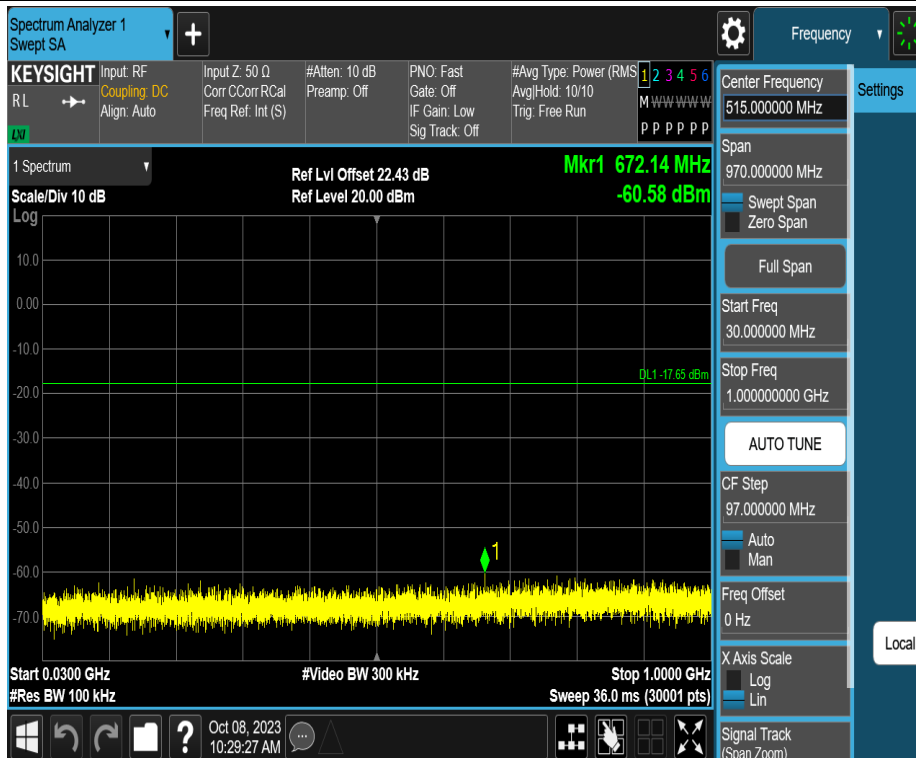 Spectrum Analyzer 1
Swept SA
+
Frequency
KEYSIGHT
R L
LXI
Input: RF
Coupling: DC
Align: Auto
Input Z: 50 Ω
Corr CCorr RCal
Freq Ref: Int (S)
#Atten: 10 dB
Preamp: Off
PNO: Fast
Gate: Off
IF Gain: Low
Sig Track: Off
#Avg Type: Power (RMS
Avg|Hold: 10/10
Trig: Free Run
1 2 3 4 5 6
M W W W W W
P P P P P P
1 Spectrum
Scale/Div 10 dB
Log
Ref Lvl Offset 22.43 dB
Ref Level 20.00 dBm
Mkr1 672.14 MHz
-60.58 dBm
10.0
0.00
-10.0
DL1 -17.65 dBm
-20.0
-30.0
-40.0
-50.0
1
-60.0
-70.0
Start 0.0300 GHz
#Res BW 100 kHz
#Video BW 300 kHz
Stop 1.0000 GHz
Sweep 36.0 ms (30001 pts)
?
Oct 08, 2023
10:29:27 AM
Center Frequency
515.000000 MHz
Settings
Span
970.000000 MHz
Swept Span
Zero Span
Full Span
Start Freq
30.000000 MHz
Stop Freq
1.000000000 GHz
AUTO TUNE
CF Step
97.000000 MHz
Auto
Man
Freq Offset
0 Hz
Local
X Axis Scale
Log
Lin
Signal Track
(Span Zoom)